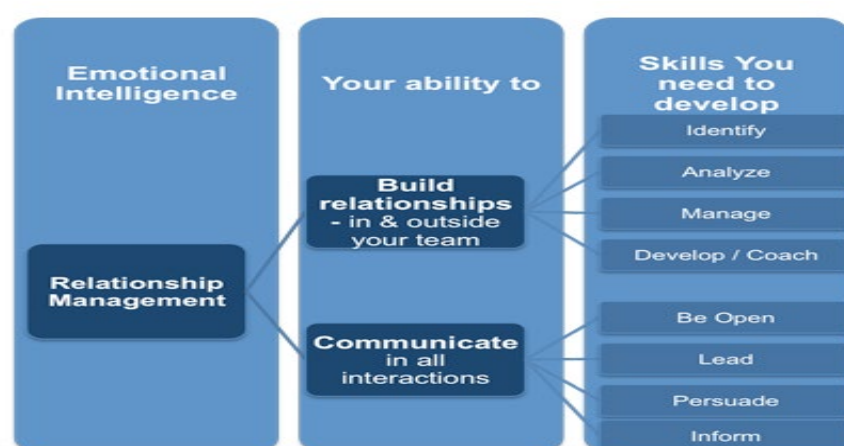 Emotional
Intelligence
Your ability to
Skills You
need to
develop
Relationship
Management
Build
relationships
- in & outside
your team
Communicate
in all
interactions
Identify
Analyze
Manage
Develop / Coach
Be Open
Lead
Persuade
Inform